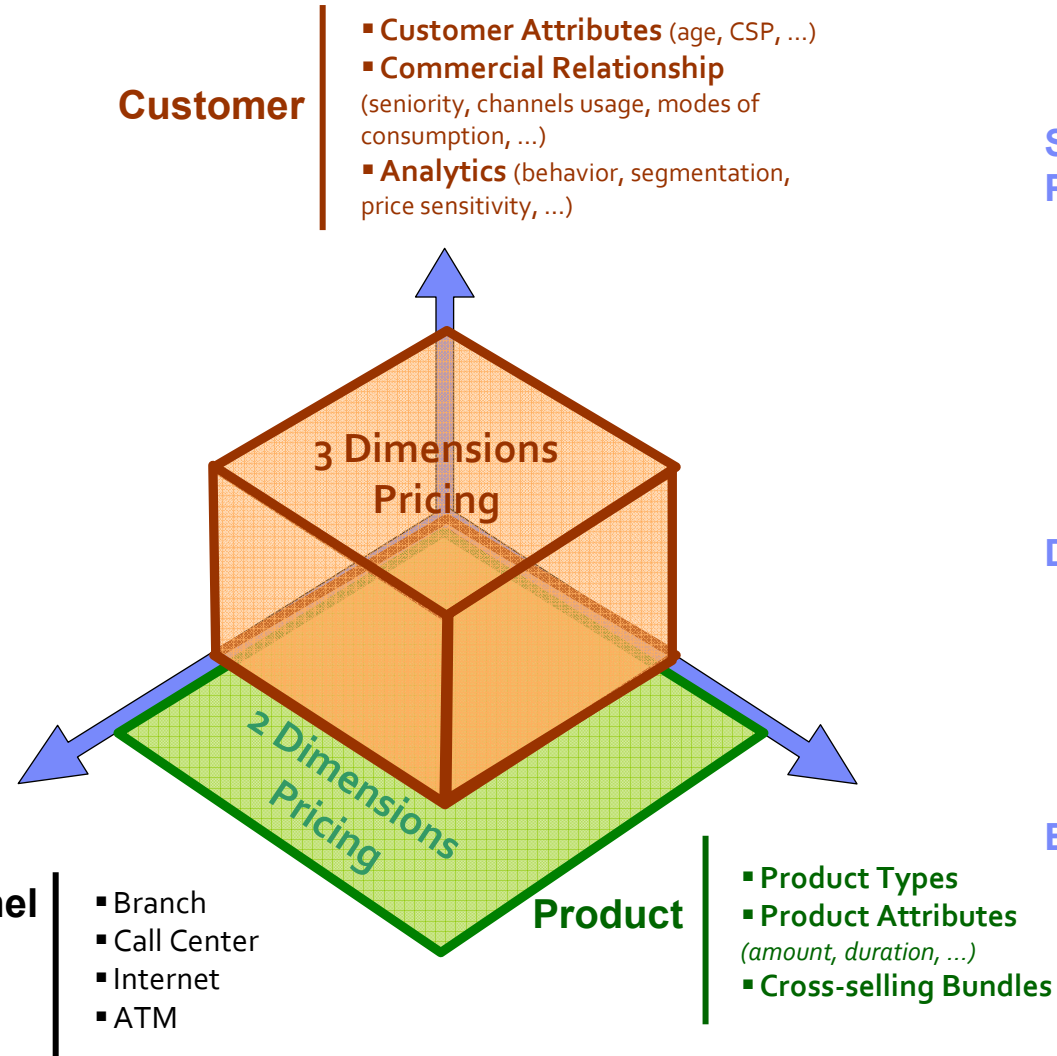 Customer
▪ Customer Attributes (age, CSP, ...)
▪ Commercial Relationship
(seniority, channels usage, modes of
consumption, ...)
▪ Analytics (behavior, segmentation,
price sensitivity, ...)
3 Dimensions
Pricing
2 Dimensions
Pricing
▪ Branch
▪ Call Center
▪ Internet
▪ ATM
Product
▪ Product Types
▪ Product Attributes
(amount, duration, ...)
▪ Cross-selling Bundles